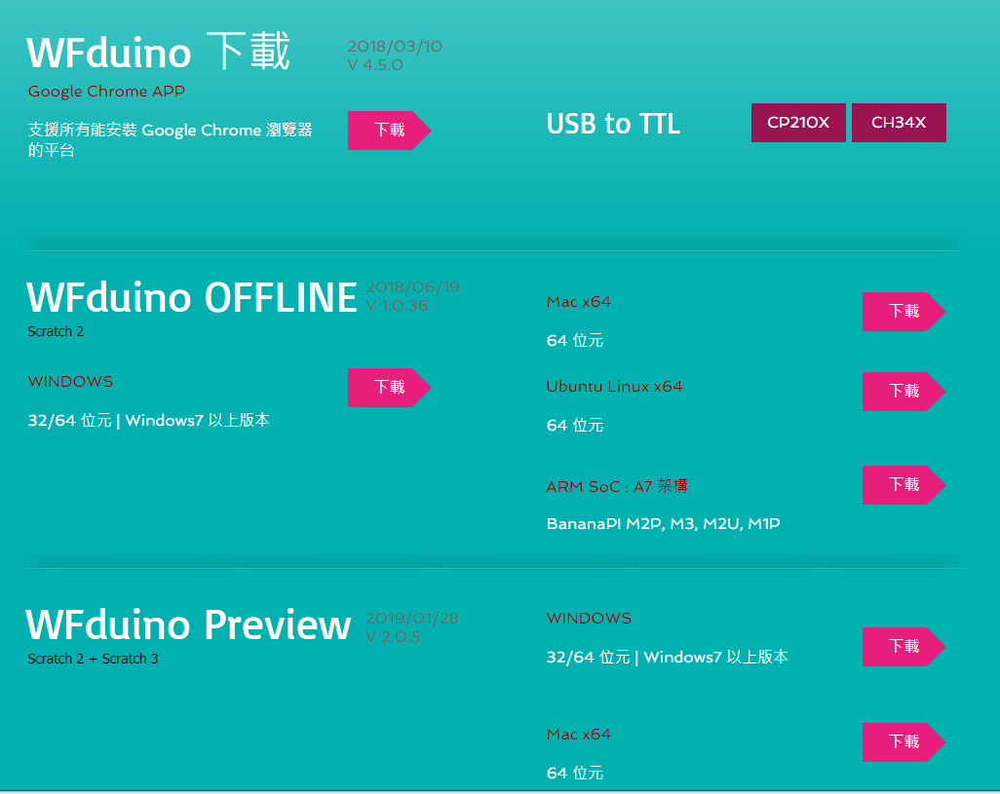 WFduino 下載
2018/03/10
V 4.5.0
Google Chrome APP
支援所有能安裝 Google Chrome 瀏覽器
的平台
下載
USB to TTL
CP210X
CH34X
WFduino OFFLINE
2018/06/19
V 1.0.36
Scratch 2
WINDOWS
下載
32/64 位元 | Windows7 以上版本
Mac x64
下載
64 位元
Ubuntu Linux x64
下載
64 位元
ARM SoC : A7 架構
下載
BananaPI M2P, M3, M2U, M1P
WFduino Preview
2019/01/28
V 2.0.5
Scratch 2 + Scratch 3
WINDOWS
下載
32/64 位元 | Windows7 以上版本
Mac x64
下載
64 位元